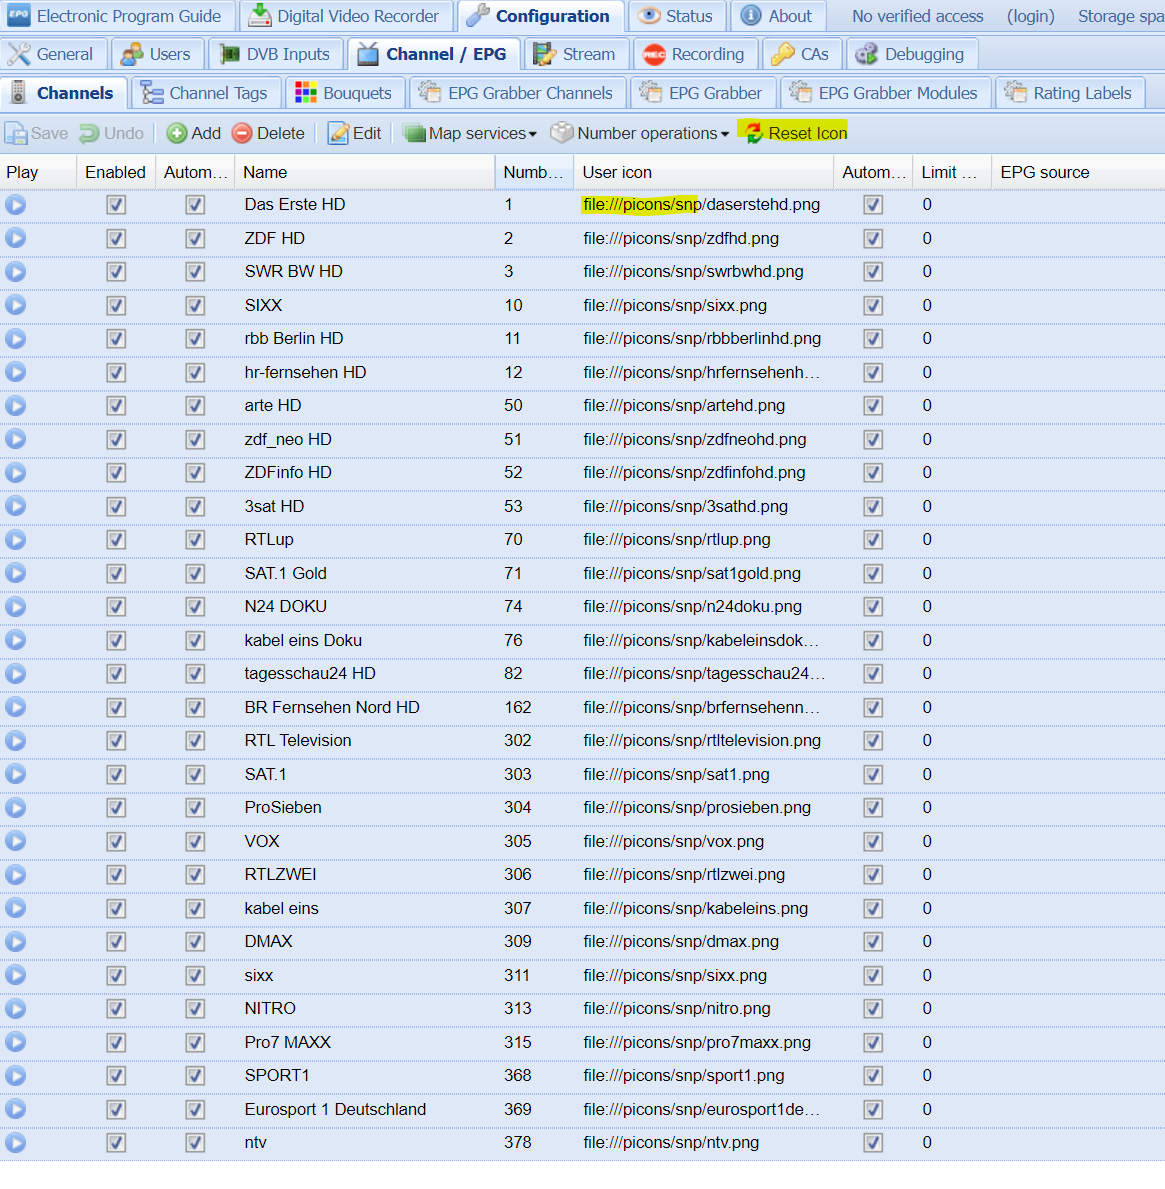 EPG Electronic Program Guide Digital Video Recorder Configuration Status About No verified access (login) Storage spa
General Users DVB Inputs Channel / EPG Stream REC Recording CAs Debugging
Channels Channel Tags Bouquets EPG Grabber Channels EPG Grabber EPG Grabber Modules Rating Labels
Save Undo Add Delete Edit Map services Number operations Reset Icon
Play Enabled Autom... Name Numb... User icon Autom... Limit ... EPG source
Das Erste HD 1 file:///picons/snp/daserstehd.png 0
ZDF HD 2 file:///picons/snp/zdfhd.png 0
SWR BW HD 3 file:///picons/snp/swrbwhd.png 0
SIXX 10 file:///picons/snp/sixx.png 0
rbb Berlin HD 11 file:///picons/snp/rbbberlinhd.png 0
hr-fernsehen HD 12 file:///picons/snp/hrfernsehenh... 0
arte HD 50 file:///picons/snp/artehd.png 0
zdf_neo HD 51 file:///picons/snp/zdfneohd.png 0
ZDFinfo HD 52 file:///picons/snp/zdfinfohd.png 0
3sat HD 53 file:///picons/snp/3sathd.png 0
RTLup 70 file:///picons/snp/rtlup.png 0
SAT.1 Gold 71 file:///picons/snp/sat1gold.png 0
N24 DOKU 74 file:///picons/snp/n24doku.png 0
kabel eins Doku 76 file:///picons/snp/kabeleinsdok... 0
tagesschau24 HD 82 file:///picons/snp/tagesschau24... 0
BR Fernsehen Nord HD 162 file:///picons/snp/brfernsehenn... 0
RTL Television 302 file:///picons/snp/rtltelevision.png 0
SAT.1 303 file:///picons/snp/sat1.png 0
ProSieben 304 file:///picons/snp/prosieben.png 0
VOX 305 file:///picons/snp/vox.png 0
RTLZWEI 306 file:///picons/snp/rtlzwei.png 0
kabel eins 307 file:///picons/snp/kabeleins.png 0
DMAX 309 file:///picons/snp/dmax.png 0
sixx 311 file:///picons/snp/sixx.png 0
NITRO 313 file:///picons/snp/nitro.png 0
Pro7 MAXX 315 file:///picons/snp/pro7maxx.png 0
SPORT1 368 file:///picons/snp/sport1.png 0
Eurosport 1 Deutschland 369 file:///picons/snp/eurosport1de... 0
ntv 378 file:///picons/snp/ntv.png 0